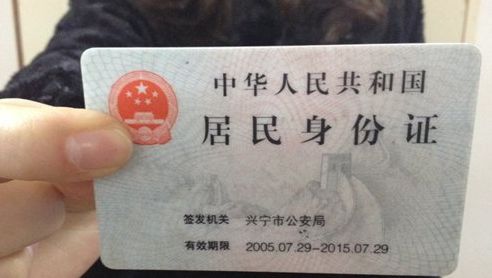 中华人民共和国
居民身份证
签发机关 兴宁市公安局
有效期限 2005.07.29-2015.07.29